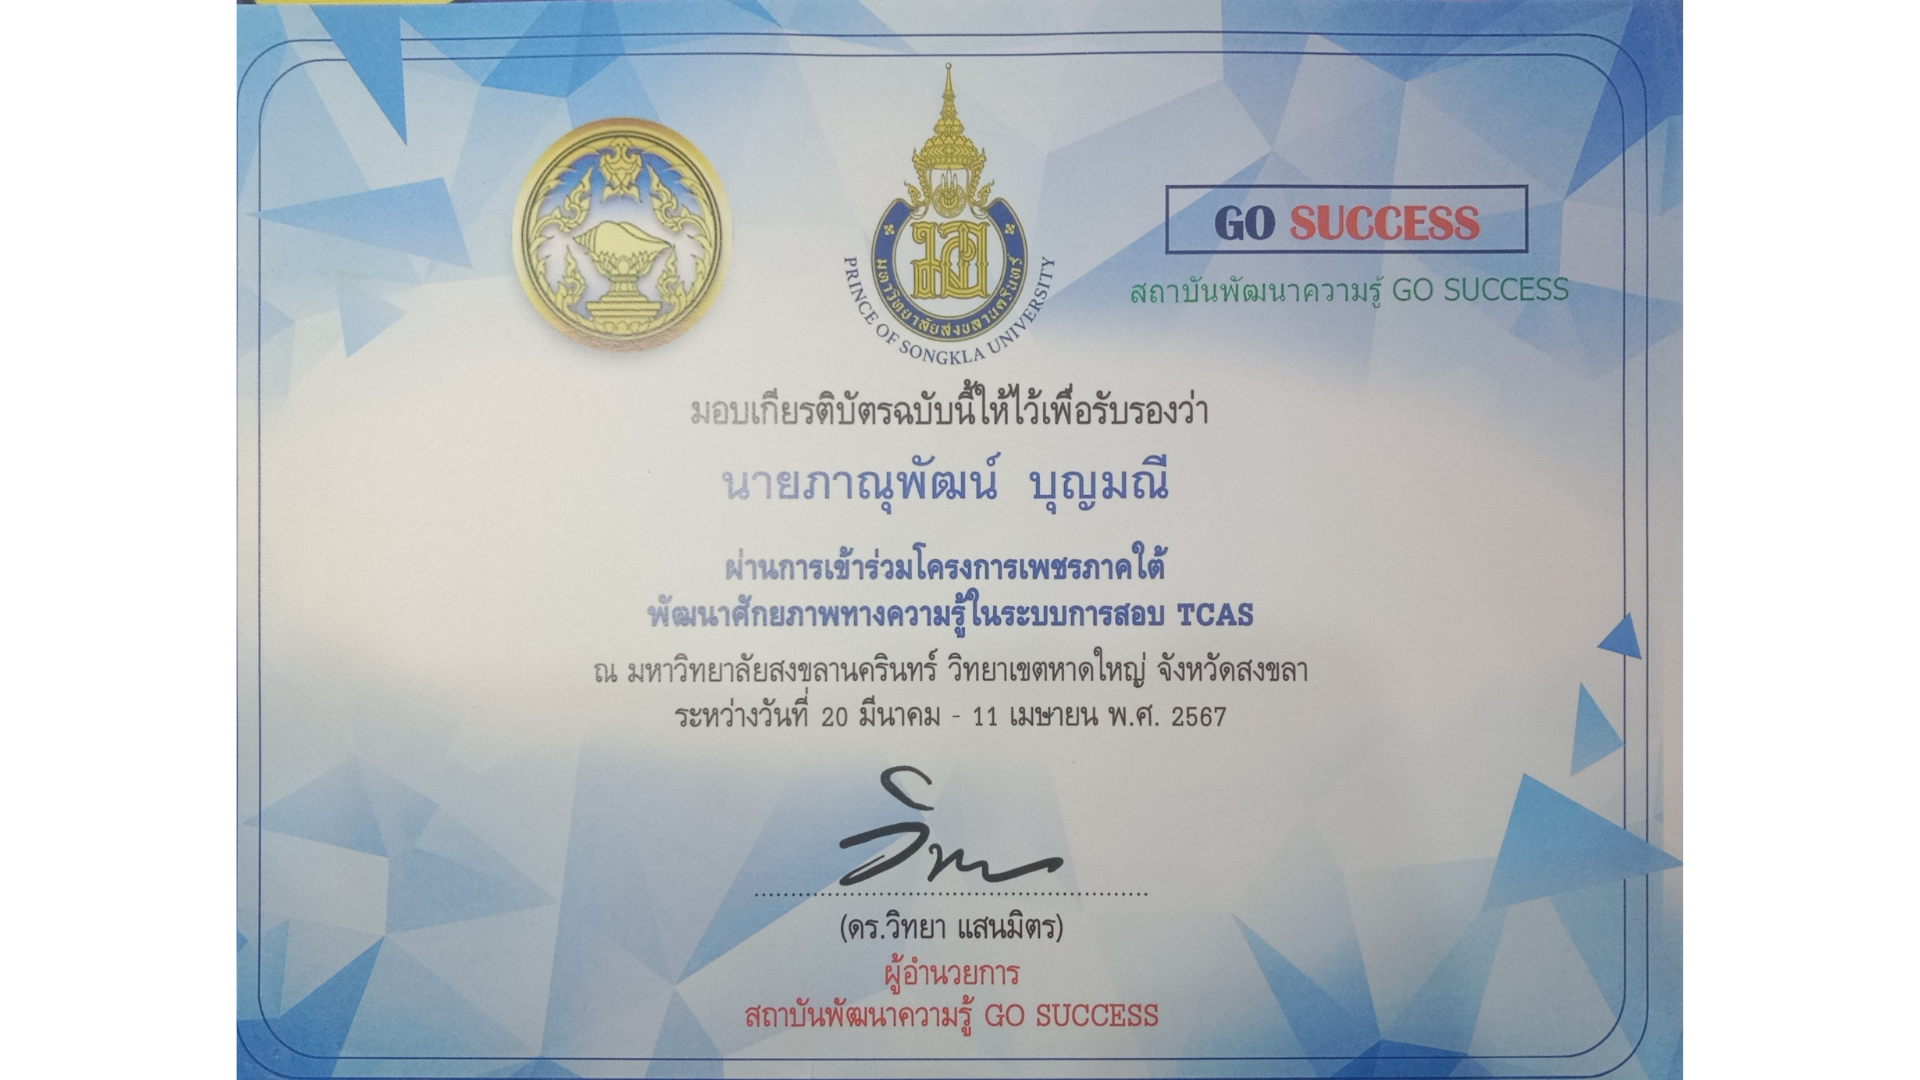 มหาวิทยาลัยสงขลานครินทร์
PRINCE OF SONGKLA UNIVERSITY
GO SUCCESS
สถาบันพัฒนาความรู้ GO SUCCESS
มอบเกียรติบัตรฉบับนี้ให้ไว้เพื่อรับรองว่า
นายภาณุพัฒน์ บุญมณี
ผ่านการเข้าร่วมโครงการเพชรภาคใต้
พัฒนาศักยภาพทางความรู้ในระบบการสอบ TCAS
ณ มหาวิทยาลัยสงขลานครินทร์ วิทยาเขตหาดใหญ่ จังหวัดสงขลา
ระหว่างวันที่ 20 มีนาคม - 11 เมษายน พ.ศ. 2567
(ดร.วิทยา แสนมิตร)
ผู้อำนวยการ
สถาบันพัฒนาความรู้ GO SUCCESS